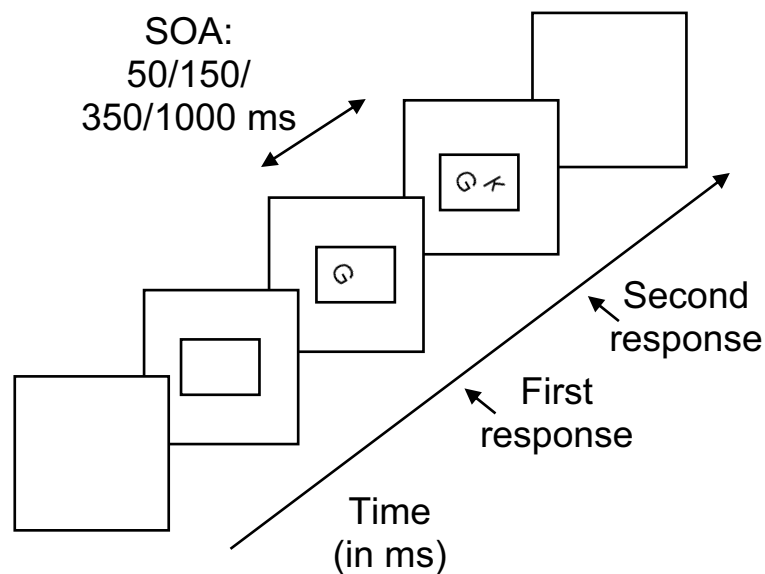 SOA:
50/150/
350/1000 ms
G K
G
Second
response
First
response
Time
(in ms)